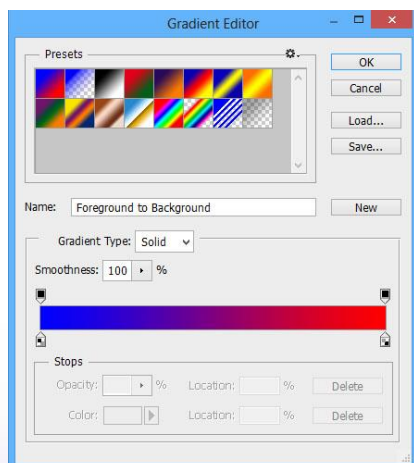 Gradient Editor
Presets
OK
Cancel
Load...
Save...
Name: Foreground to Background
New
Gradient Type: Solid
Smoothness: 100 %
Stops
Opacity: % Location: % Delete
Color: Location: % Delete